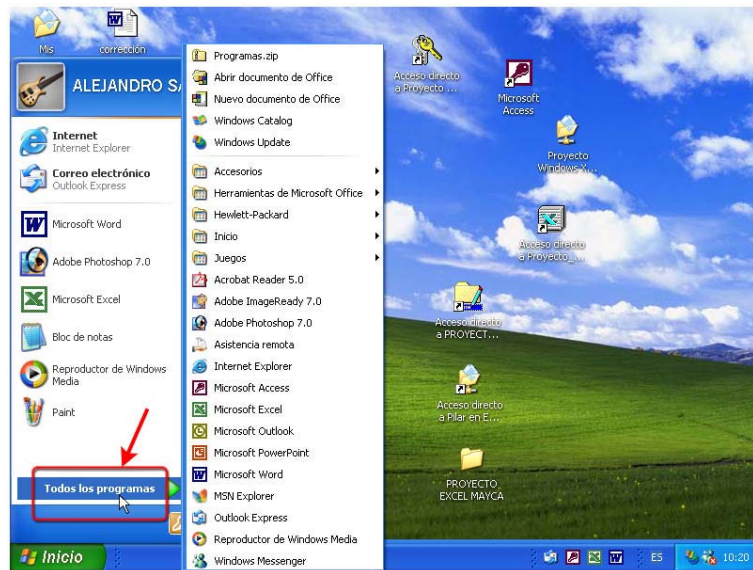 Mis
corrección
ALEJANDRO SA
Internet
Internet Explorer
Correo electrónico
Outlook Express
Microsoft Word
Adobe Photoshop 7.0
Microsoft Excel
Bloc de notas
Reproductor de Windows
Media
Paint
Todos los programas
Inicio
Programas.zip
Abrir documento de Office
Nuevo documento de Office
Windows Catalog
Windows Update
Accesorios
Herramientas de Microsoft Office
Hewlett-Packard
Inicio
Juegos
Acrobat Reader 5.0
Adobe ImageReady 7.0
Adobe Photoshop 7.0
Asistencia remota
Internet Explorer
Microsoft Access
Microsoft Excel
Microsoft Outlook
Microsoft PowerPoint
Microsoft Word
MSN Explorer
Outlook Express
Reproductor de Windows Media
Windows Messenger
Acceso directo
a Proyecto ...
Microsoft
Access
Proyecto
Windows X...
Acceso directo
a Proyecto_...
Acceso directo
a PROYECT...
Acceso directo
a Pilar en E...
PROYECTO
EXCEL MAYCA
ES
10:20